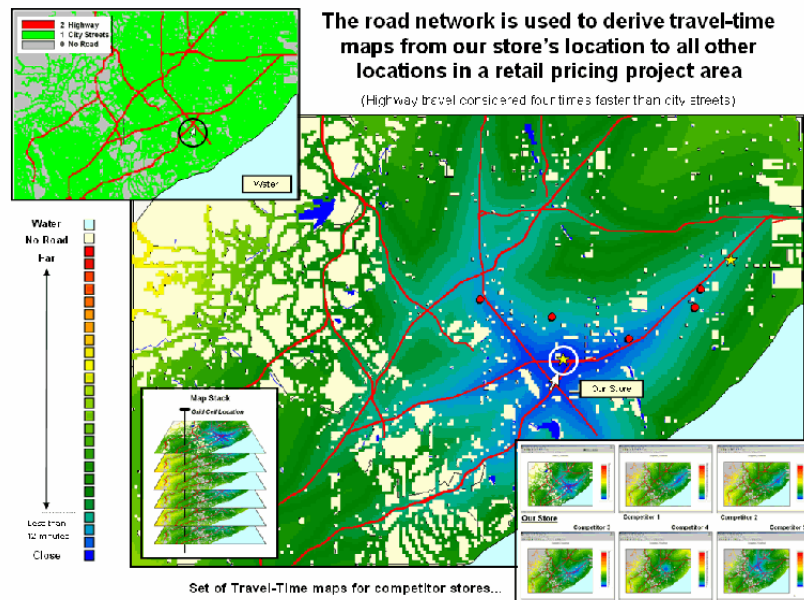 The road network is used to derive travel-time
maps from our store's location to all other
locations in a retail pricing project area
(Highway travel considered four times faster than city streets)
2 Highway
1 City Streets
0 No Road
Water
Water
No Road
Far
Less than
12 minutes
Close
Our Store
Map Stack
Grid Cell Location
Our Store
Competitor 1
Competitor 2
Competitor 3
Competitor 4
Set of Travel-Time maps for competitor stores...